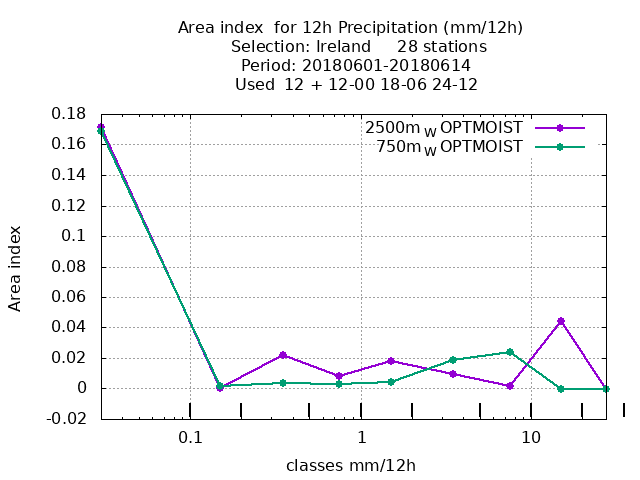 Area index  for 12h Precipitation (mm/12h)
Selection: Ireland     28 stations
Period: 20180601-20180614
Used  12 + 12-00 18-06 24-12
2500m W OPTMOIST
750m W OPTMOIST
0.18
0.16
0.14
0.12
0.1
0.08
0.06
0.04
0.02
0
-0.02
Area index
0.1 1 10
classes mm/12h